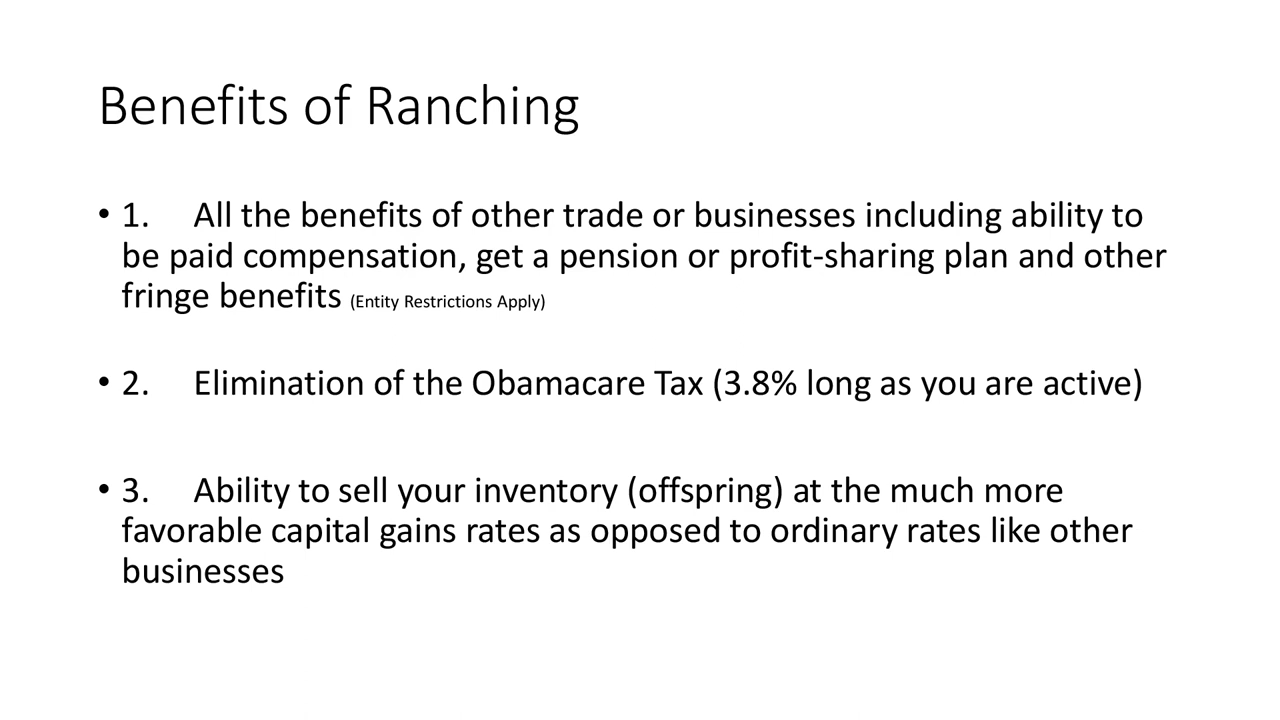 Benefits of Ranching
• 1. All the benefits of other trade or businesses including ability to
be paid compensation, get a pension or profit-sharing plan and other
fringe benefits (Entity Restrictions Apply)
• 2. Elimination of the Obamacare Tax (3.8% long as you are active)
• 3. Ability to sell your inventory (offspring) at the much more
favorable capital gains rates as opposed to ordinary rates like other
businesses